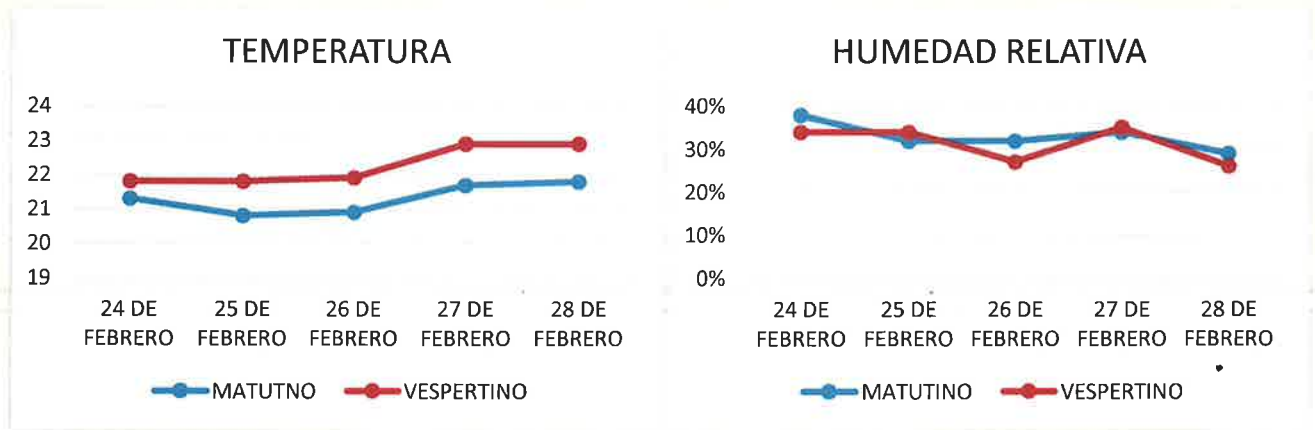 TEMPERATURA
24
23
22
21
20
19
24 DE FEBRERO
25 DE FEBRERO
26 DE FEBRERO
27 DE FEBRERO
28 DE FEBRERO
MATUTNO
VESPERTINO
HUMEDAD RELATIVA
40%
30%
20%
10%
0%
24 DE FEBRERO
25 DE FEBRERO
26 DE FEBRERO
27 DE FEBRERO
28 DE FEBRERO
MATUTINO
VESPERTINO